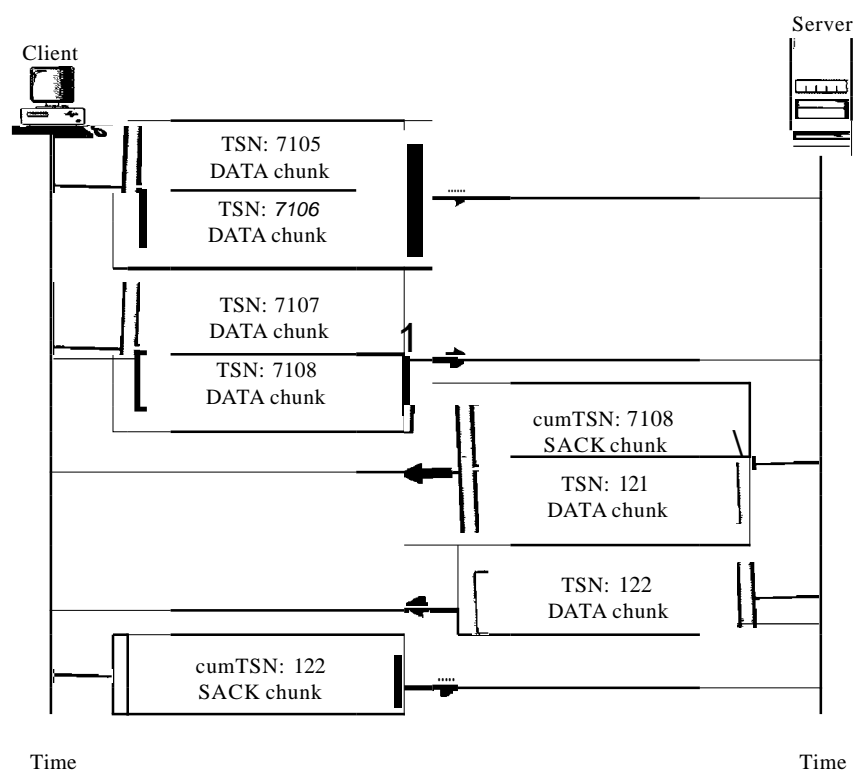 Server
Client
TSN: 7105
DATA chunk
TSN: 7106
DATA chunk
TSN: 7107
DATA chunk
TSN: 7108
DATA chunk
cumTSN: 7108
SACK chunk
TSN: 121
DATA chunk
TSN: 122
DATA chunk
cumTSN: 122
SACK chunk
Time
Time